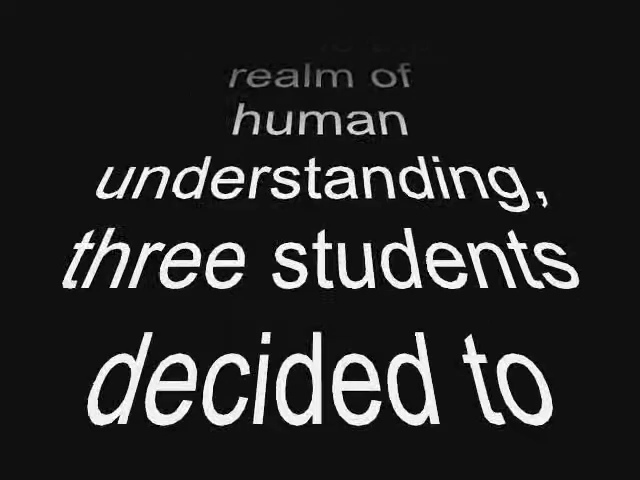 realm of
human
understanding,
three students
decided to